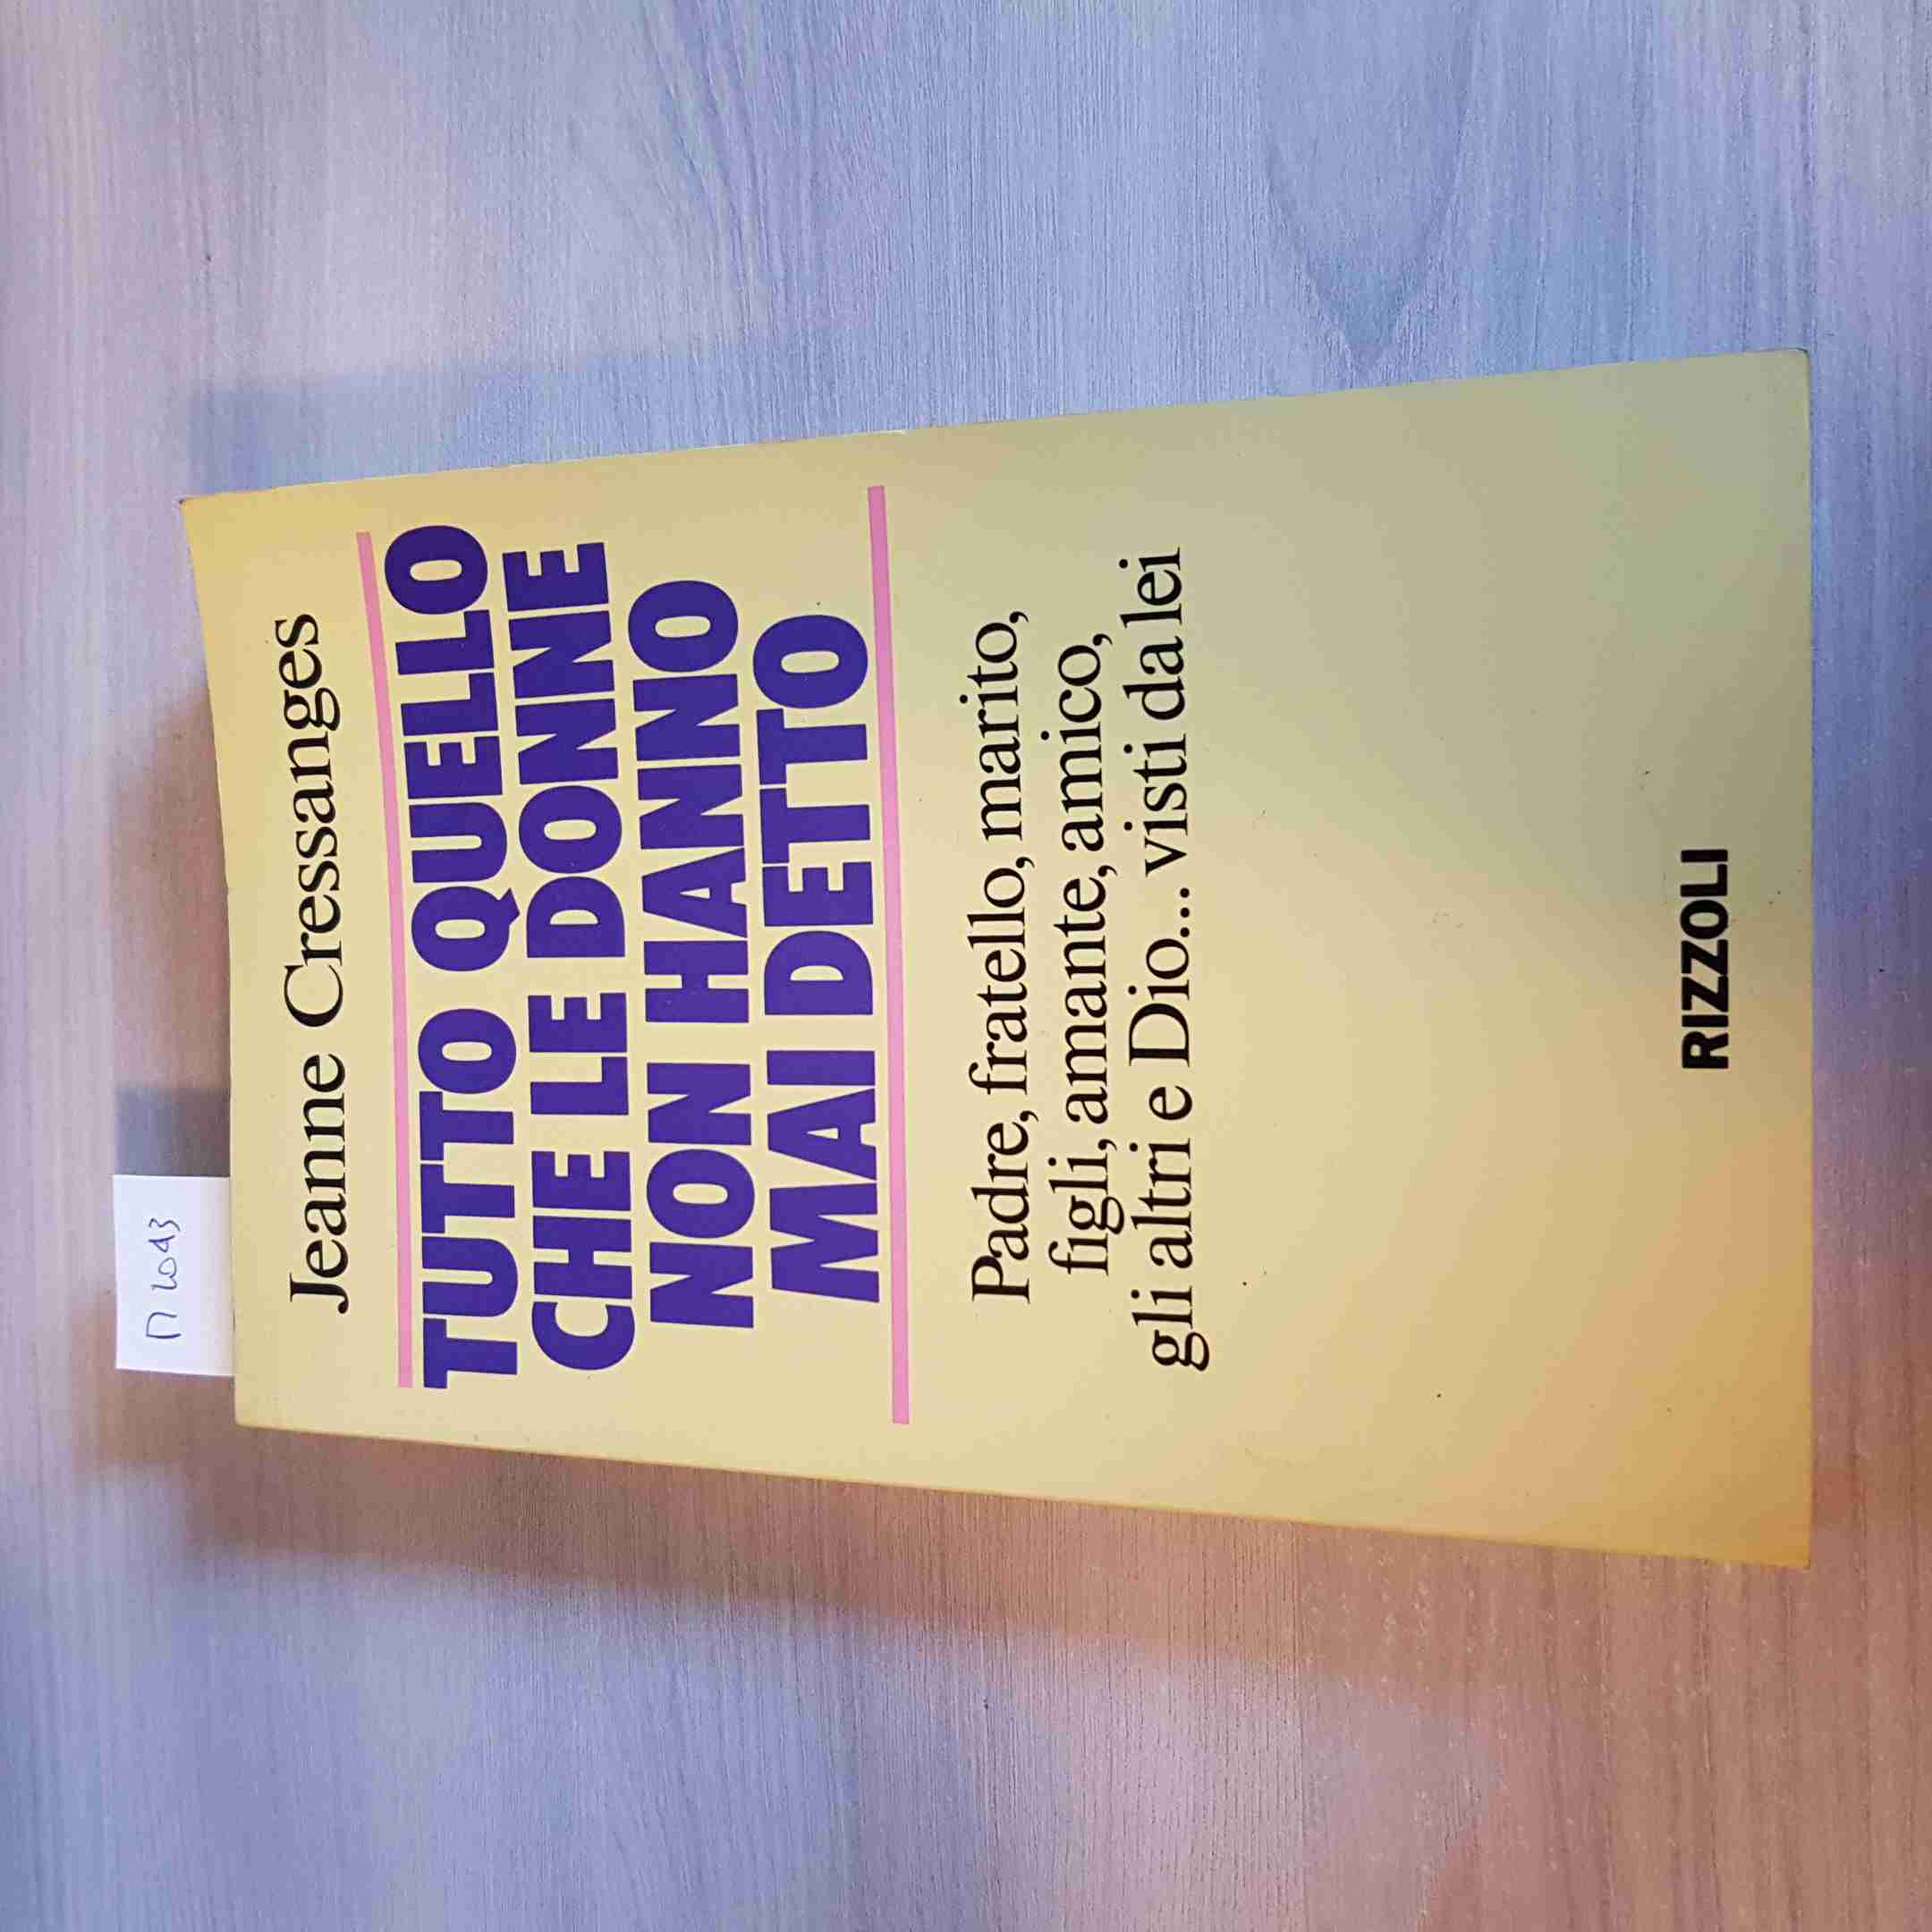 Jeanne Cressanges
TUTTO QUELLO
CHE LE DONNE
NON HANNO
MAI DETTO
Padre, fratello, marito,
figli, amante, amico,
gli altri e Dio... visti da lei
RIZZOLI